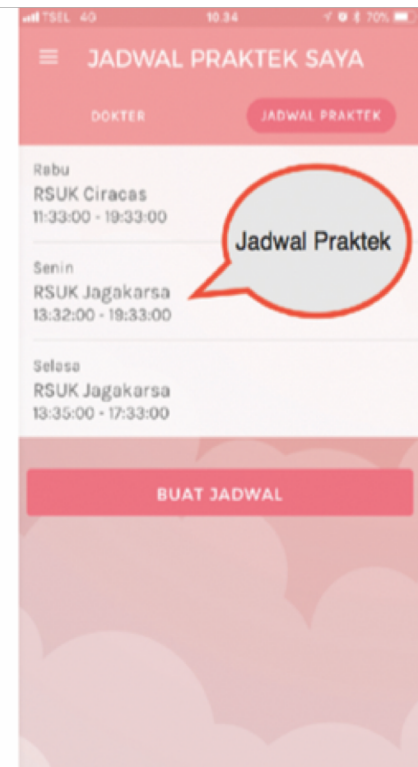 TSEL 4G 10.34 70%
JADWAL PRAKTEK SAYA
DOKTER JADWAL PRAKTEK
Rabu
RSUK Ciracas
11:33:00 - 19:33:00
Jadwal Praktek
Senin
RSUK Jagakarsa
13:32:00 - 19:33:00
Selasa
RSUK Jagakarsa
13:35:00 - 17:33:00
BUAT JADWAL